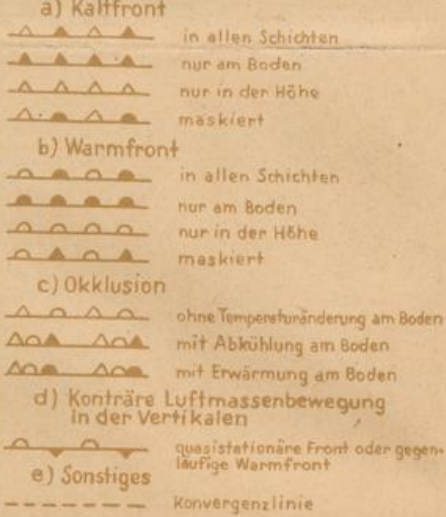 a) Kaltfront
in allen Schichten
nur am Boden
nur in der Höhe
maskiert
b) Warmfront
in allen Schichten
nur am Boden
nur in der Höhe
maskiert
c) Okklusion
ohne Temperaturänderung am Boden
mit Abkühlung am Boden
mit Erwärmung am Boden
d) Konträre Luftmassenbewegung
in der Vertikalen
quasistationäre Front oder gegen-
läufige Warmfront
e) Sonstiges
Konvergenzlinie